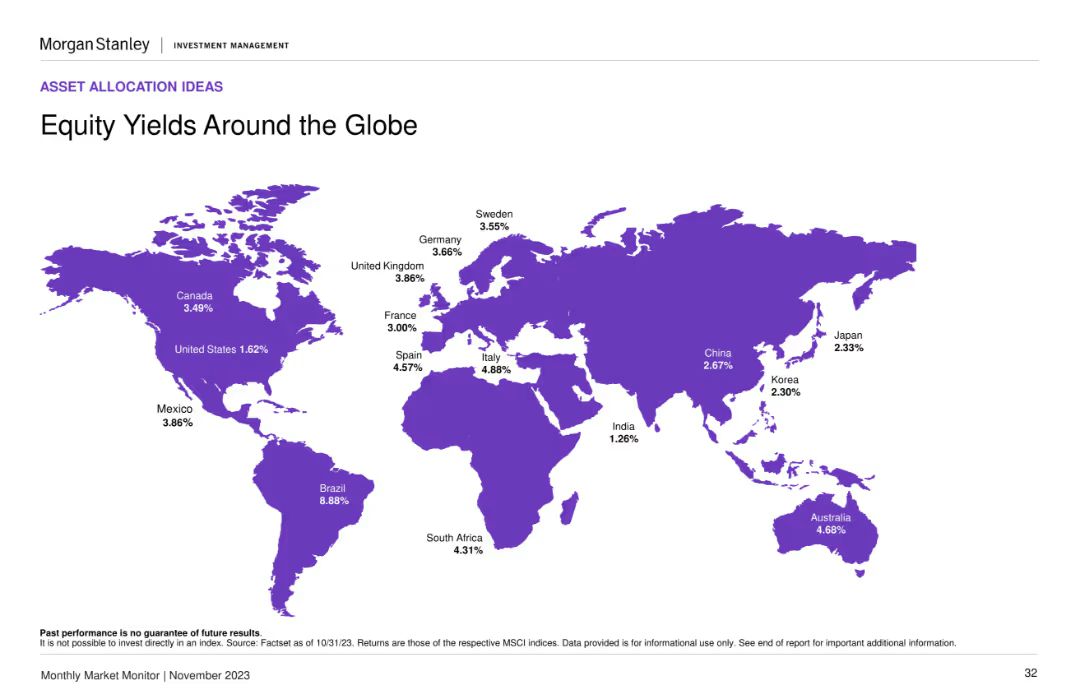 Morgan Stanley | INVESTMENT MANAGEMENT
ASSET ALLOCATION IDEAS
Equity Yields Around the Globe
Sweden
3.55%
Germany
3.66%
United Kingdom
3.86%
Canada
3.49%
France
3.00%
Japan
2.33%
United States 1.62%
Spain
4.57%
Italy
4.88%
China
2.67%
Korea
2.30%
Mexico
3.86%
India
1.26%
Brazil
8.88%
Australia
4.68%
South Africa
4.31%
Past performance is no guarantee of future results.
It is not possible to invest directly in an index. Source: Factset as of 10/31/23. Returns are those of the respective MSCI indices. Data provided is for informational use only. See end of report for important additional information.
Monthly Market Monitor | November 2023
32